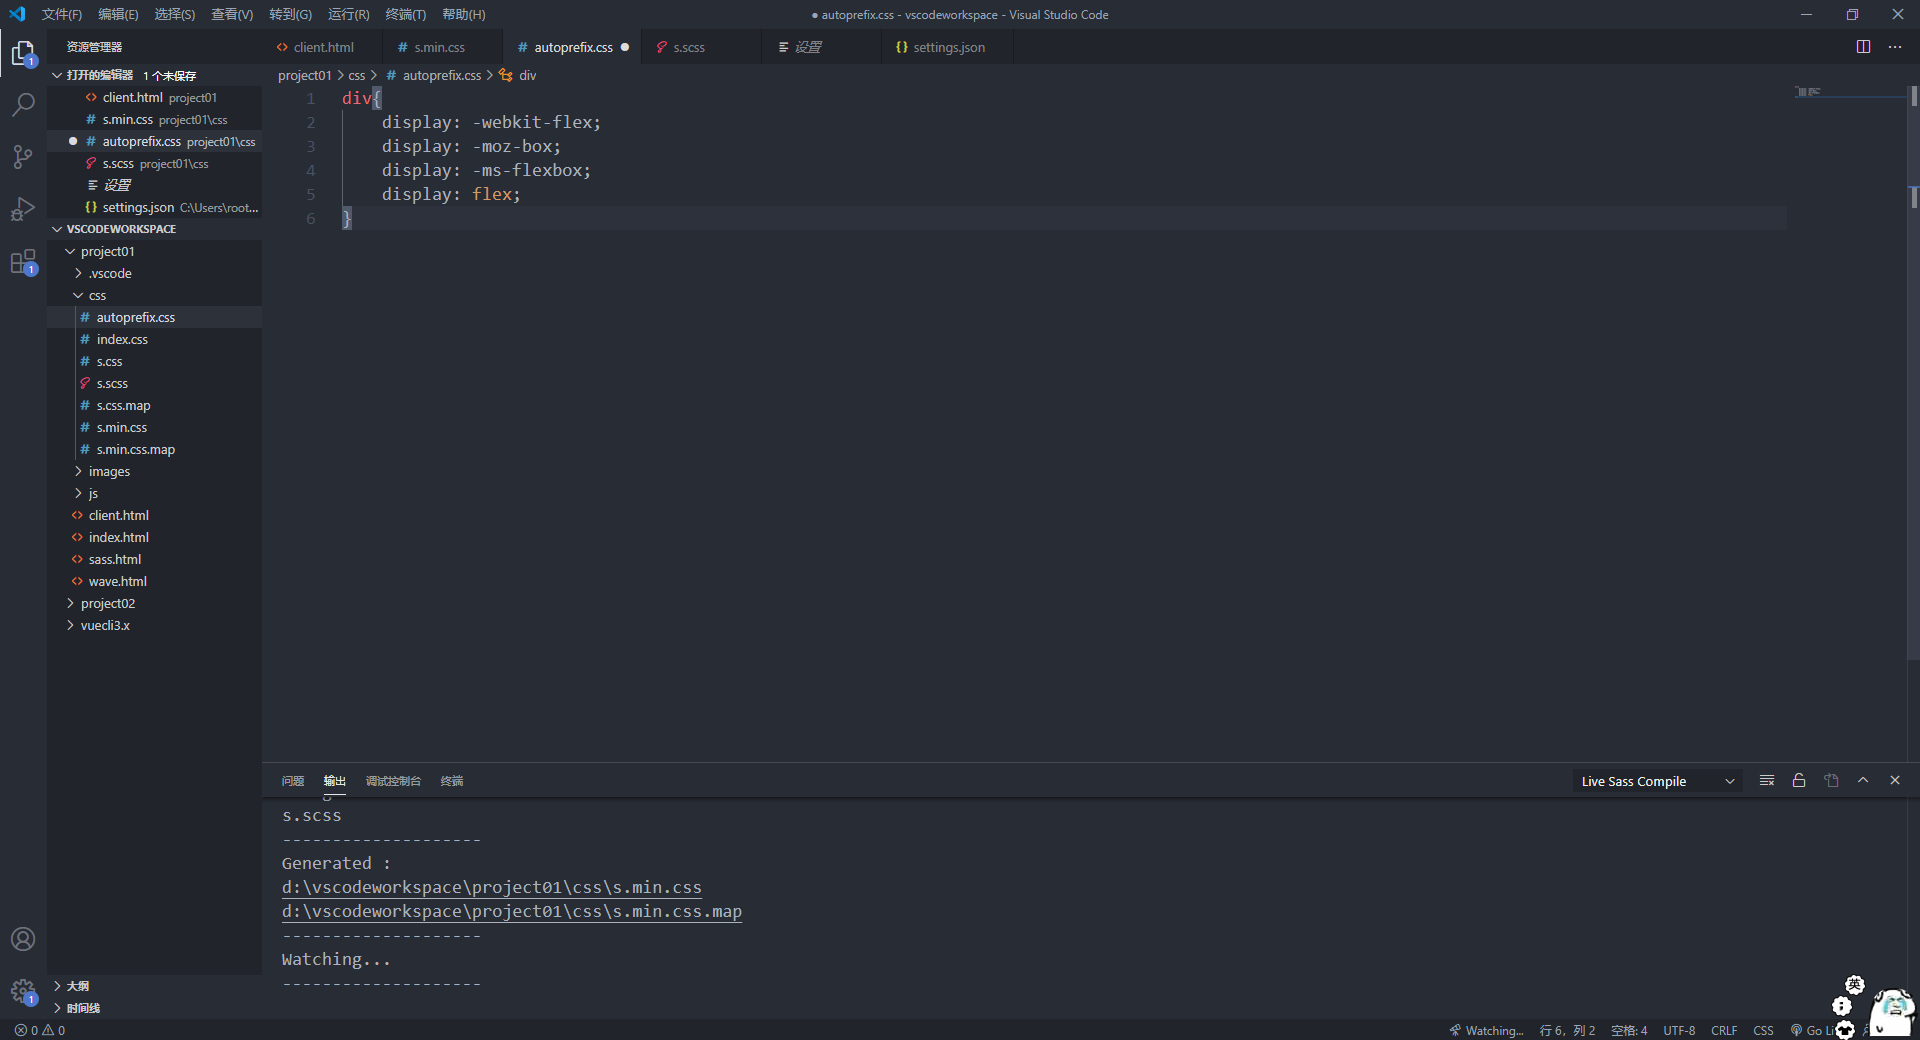 文件(F) 编辑(E) 选择(S) 查看(V) 转到(G) 运行(R) 终端(T) 帮助(H)
● autoprefix.css - vscodeworkspace - Visual Studio Code
资源管理器
打开的编辑器 1 个未保存
client.html project01
s.min.css project01\css
autoprefix.css project01\css
s.scss project01\css
设置
settings.json C:\Users\root...
VSCODEWORKSPACE
project01
.vscode
css
autoprefix.css
index.css
s.css
s.scss
s.css.map
s.min.css
s.min.css.map
images
js
client.html
index.html
sass.html
wave.html
project02
vuecli3.x
大纲
时间线
1
1
1
client.html s.min.css autoprefix.css s.scss 设置 settings.json
project01 > css > # autoprefix.css > div
1 div{
2 display: -webkit-flex;
3 display: -moz-box;
4 display: -ms-flexbox;
5 display: flex;
6 }
问题 输出 调试控制台 终端
Live Sass Compile
s.scss
--------------------
Generated :
d:\vscodeworkspace\project01\css\s.min.css
d:\vscodeworkspace\project01\css\s.min.css.map
--------------------
Watching...
--------------------
英
0 0
Watching... 行 6, 列 2 空格: 4 UTF-8 CRLF CSS Go Li